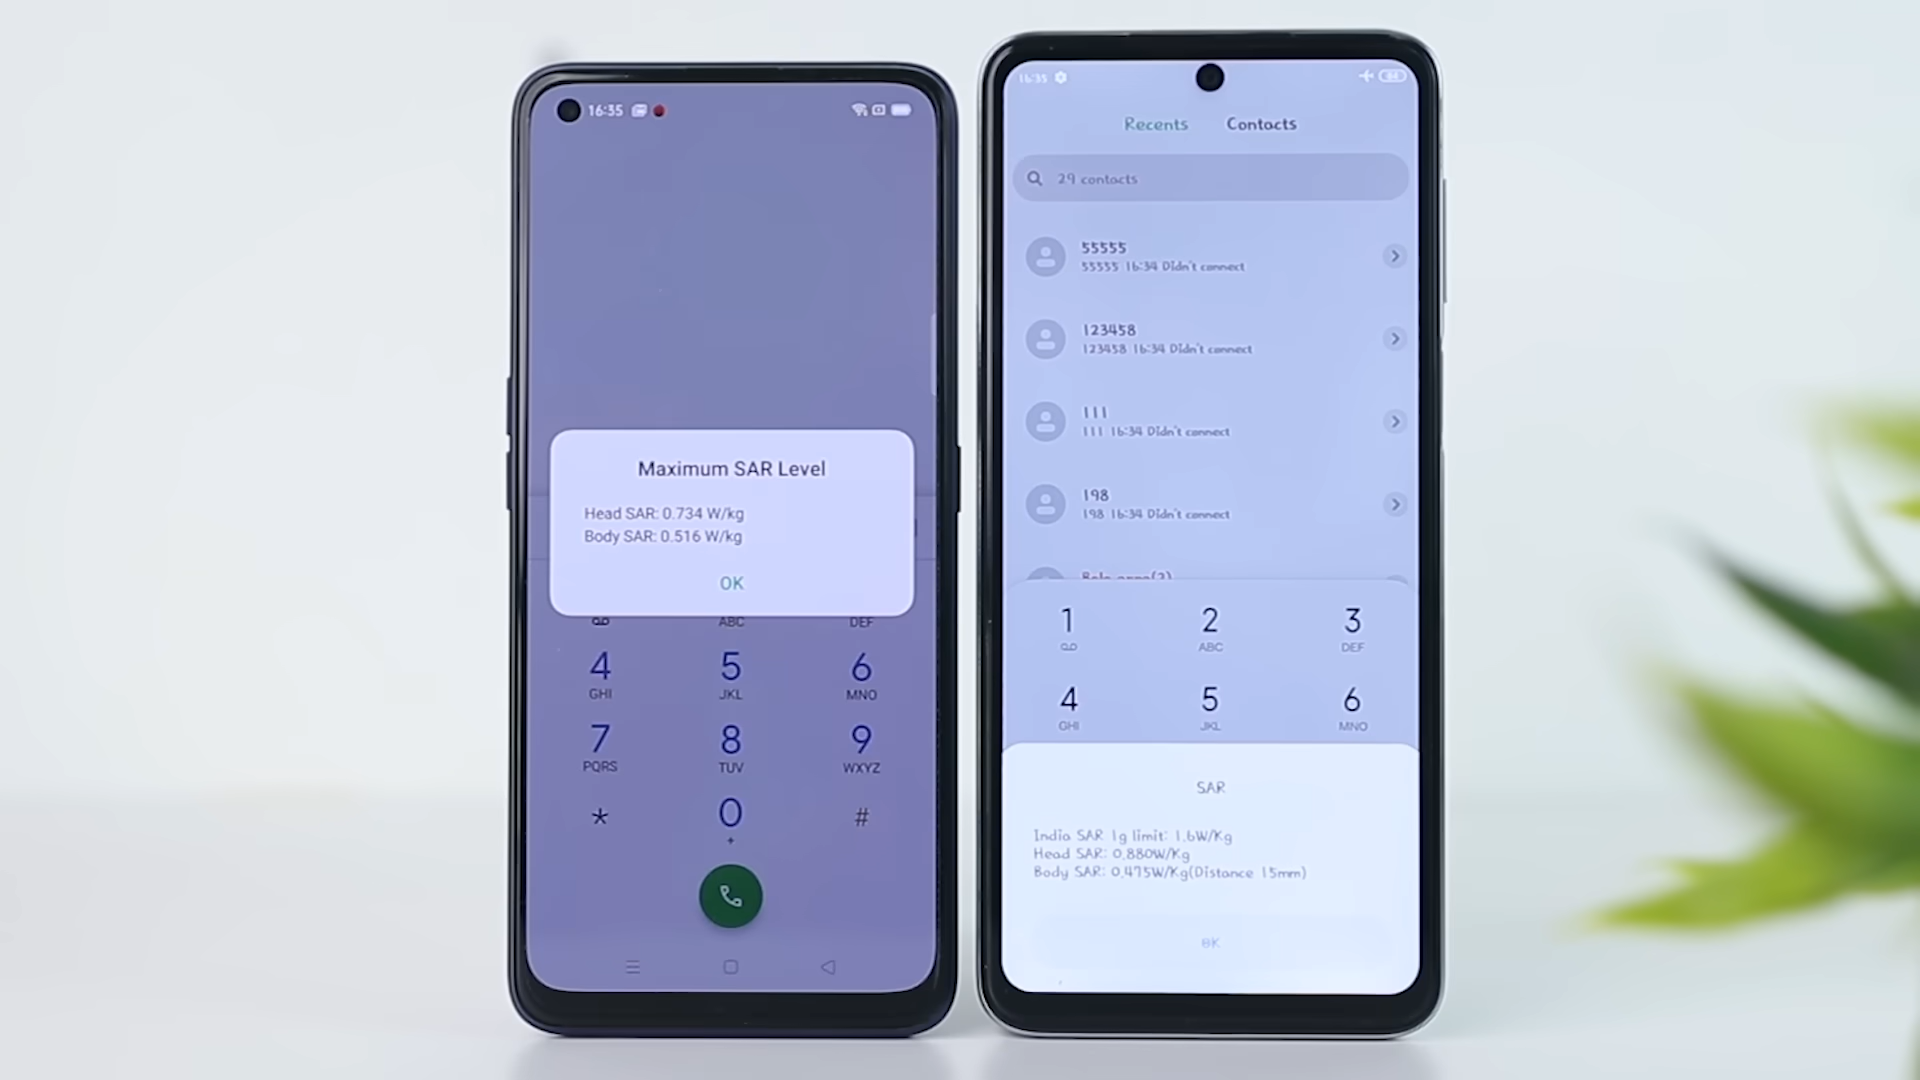 16:35
Maximum SAR Level
Head SAR: 0.734 W/kg
Body SAR: 0.516 W/kg
OK
ABC
DEF
4
GHI
5
JKL
6
MNO
7
PQRS
8
TUV
9
WXYZ
*
0
+
#
16:35
Recents
Contacts
29 contacts
55555
55555 16:34 Didn't connect
123458
123458 16:34 Didn't connect
111
111 16:34 Didn't connect
198
198 16:34 Didn't connect
1
2
ABC
3
DEF
4
GHI
5
JKL
6
MNO
SAR
India SAR 1g limit: 1.6W/Kg
Head SAR: 0.880W/Kg
Body SAR: 0.475W/Kg(Distance 15mm)
OK